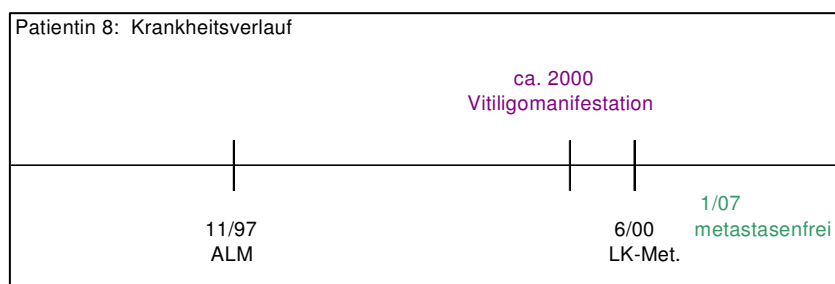 Patientin 8: Krankheitsverlauf
ca. 2000
Vitiligomanifestation
11/97
ALM
6/00
LK-Met.
1/07
metastasenfrei